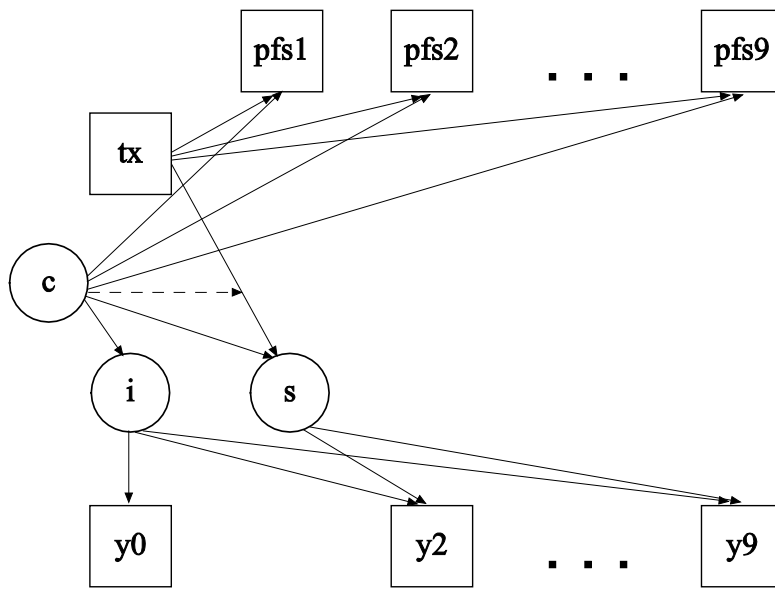 pfs1 pfs2 . . . pfs9
tx
c
i s
y0 y2 . . . y9